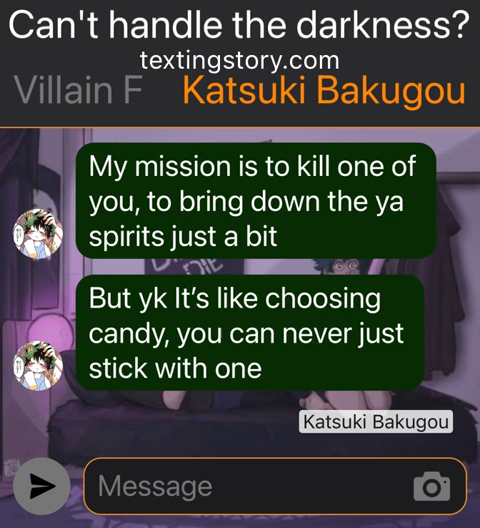 Can't handle the darkness?
textingstory.com
Villain F Katsuki Bakugou
My mission is to kill one of
you, to bring down the ya
spirits just a bit
But yk It’s like choosing
candy, you can never just
stick with one
Katsuki Bakugou
Message